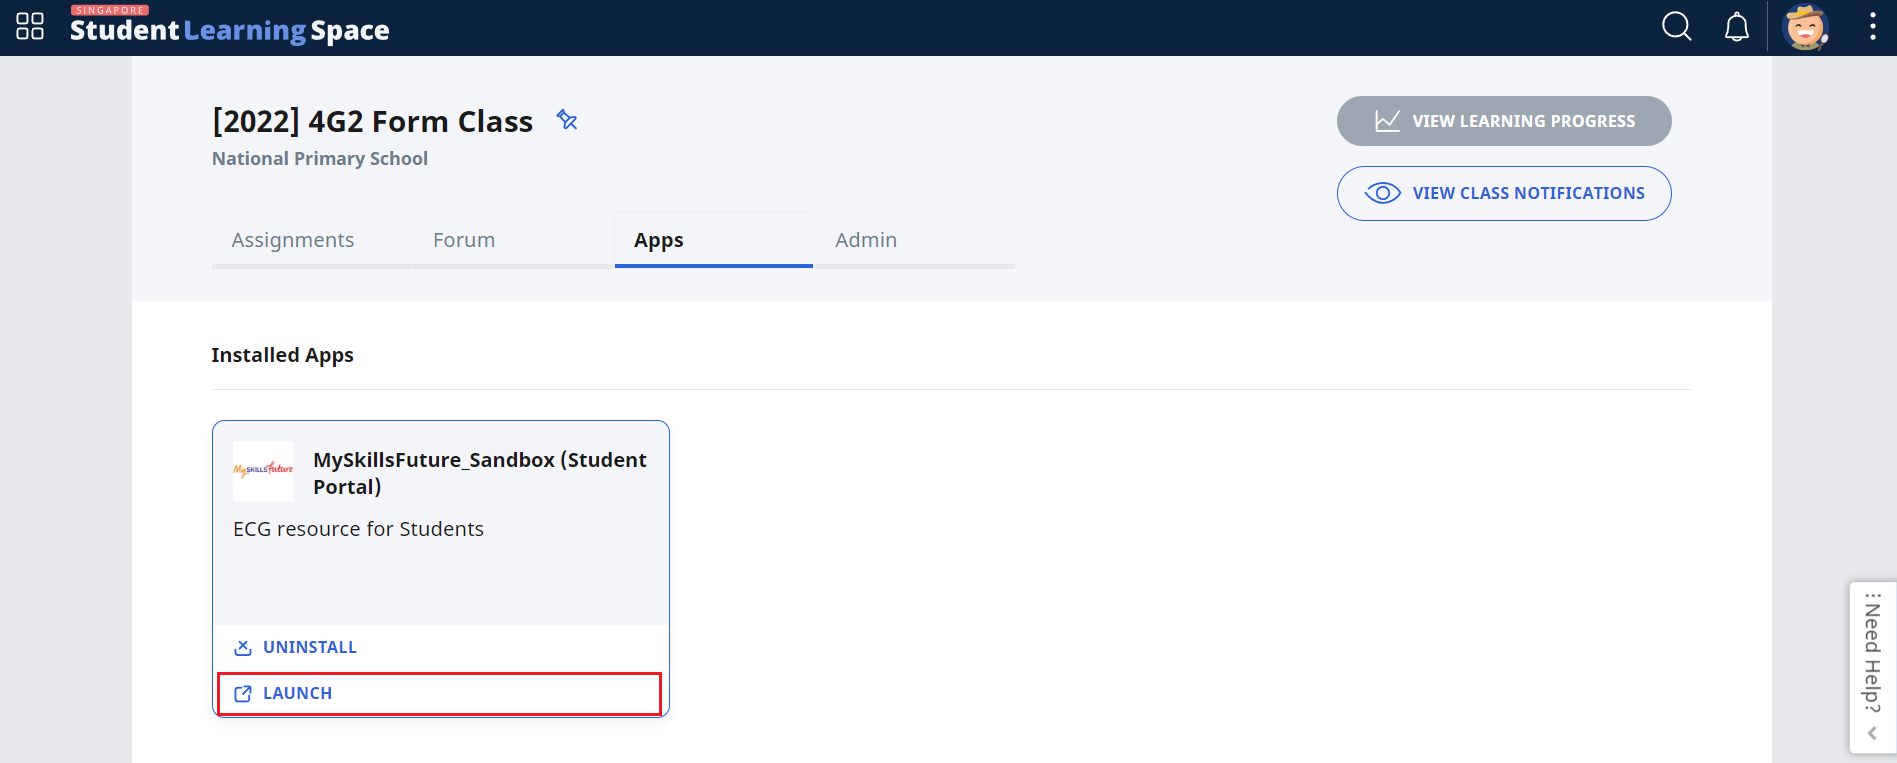 SINGAPORE
Student Learning Space
[2022] 4G2 Form Class
National Primary School
VIEW LEARNING PROGRESS
VIEW CLASS NOTIFICATIONS
Assignments Forum Apps Admin
Installed Apps
MySKILLSfuture
MySkillsFuture_Sandbox (Student
Portal)
ECG resource for Students
UNINSTALL
LAUNCH
Need Help?